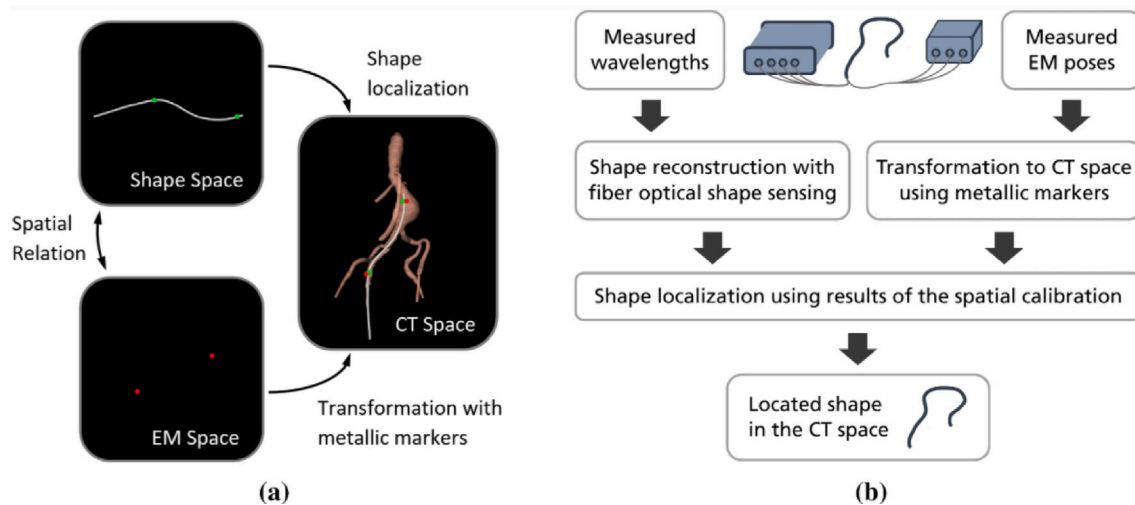 Shape
localization
Shape Space
Spatial
Relation
CT Space
EM Space
Transformation with
metallic markers
(a)
Measured
wavelengths
Measured
EM poses
Shape reconstruction with
fiber optical shape sensing
Transformation to CT space
using metallic markers
Shape localization using results of the spatial calibration
Located shape
in the CT space
(b)